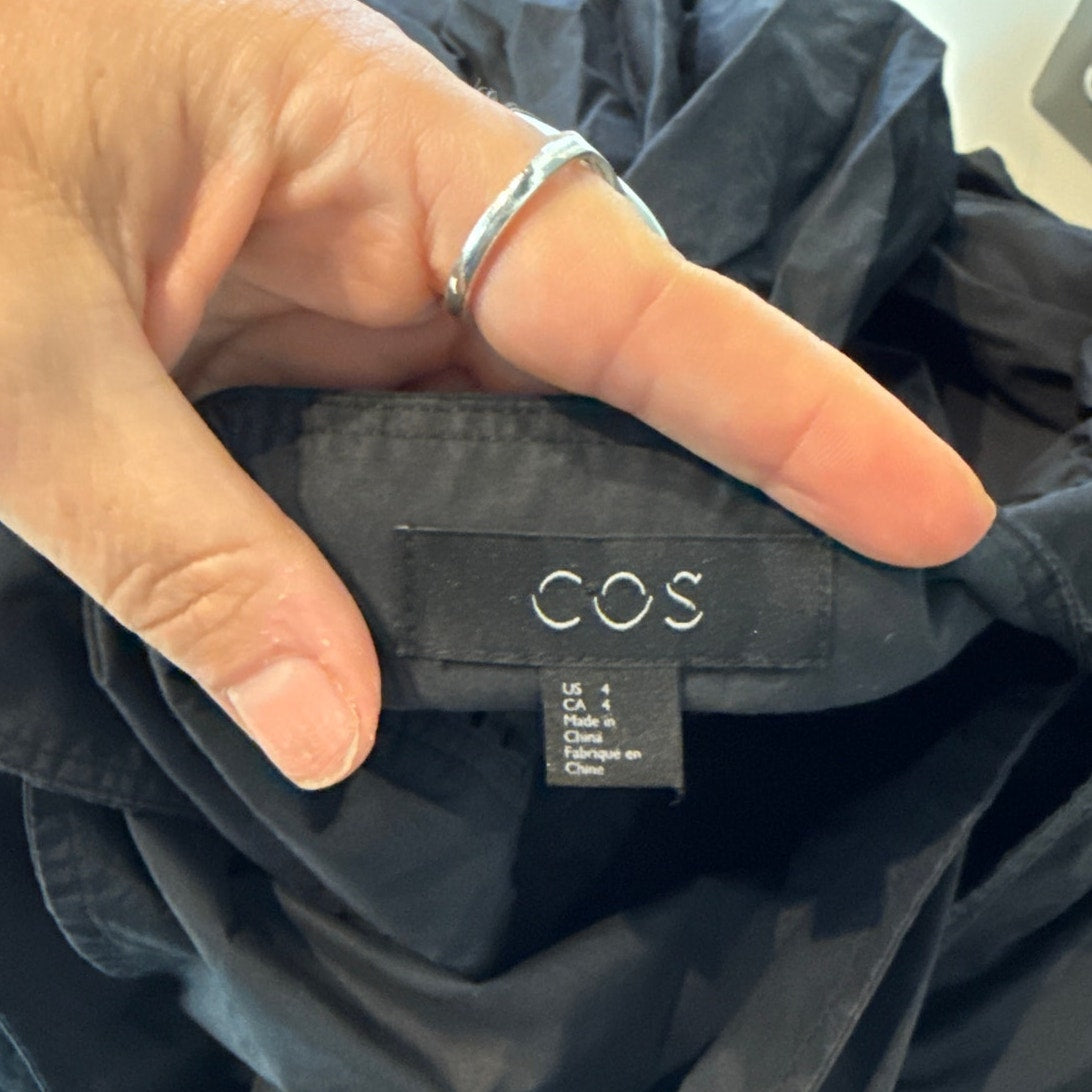 COS
US 4
CA 4
Made in
China
Fabriqué en
Chine